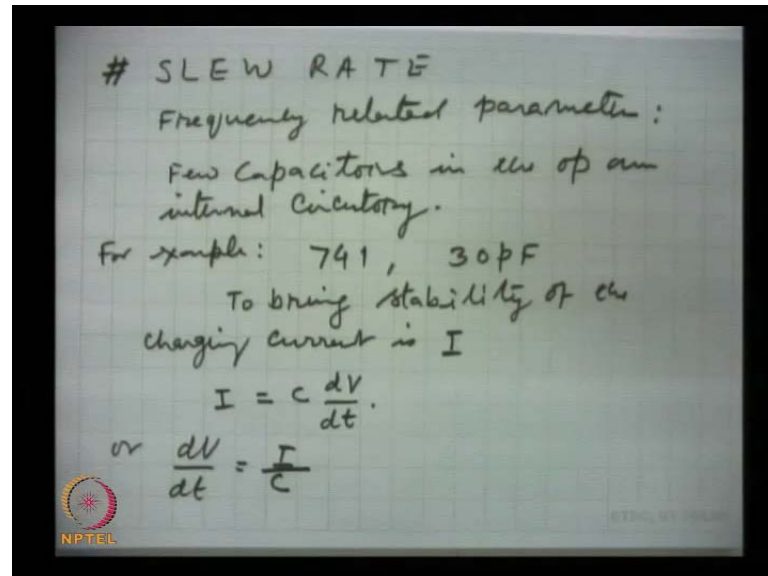 # SLEW RATE
Frequency related parameter:
Few Capacitors in the op am
internal Circutory.
For example: 741, 30pF
To bring stability of the
charging current is I
I = C dV/dt.
or dV/dt = I/C
NPTEL